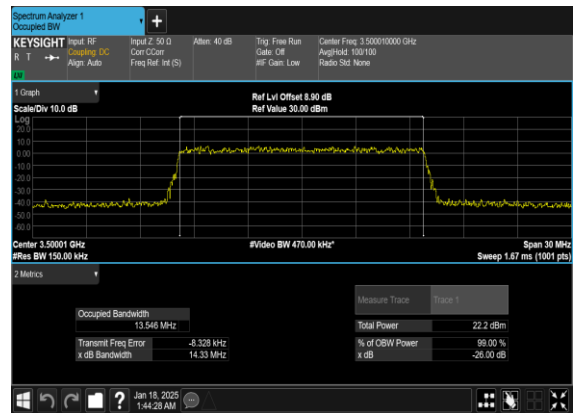 Spectrum Analyzer 1
Occupied BW
KEYSIGHT Input: RF Input Z: 50 Ω Atten: 40 dB Trig: Free Run Center Freq: 3.500010000 GHz
R T Coupling: DC Corr CCorr Gate: Off Avg|Hold: 100/100
Align: Auto Freq Ref: Int (S) #IF Gain: Low Radio Std: None
LW
1 Graph
Ref Lvl Offset 8.90 dB
Scale/Div 10.0 dB Ref Value 30.00 dBm
Log
20.0
10.0
0.00
-10.0
-20.0
-30.0
-40.0
-50.0
-60.0
Center 3.50001 GHz #Video BW 470.00 kHz* Span 30 MHz
#Res BW 150.00 kHz Sweep 1.67 ms (1001 pts)
2 Metrics
Measure Trace Trace 1
Occupied Bandwidth
13.546 MHz Total Power 22.2 dBm
Transmit Freq Error -8.328 kHz % of OBW Power 99.00 %
x dB Bandwidth 14.33 MHz x dB -26.00 dB
? Jan 18, 2025
1:44:28 AM